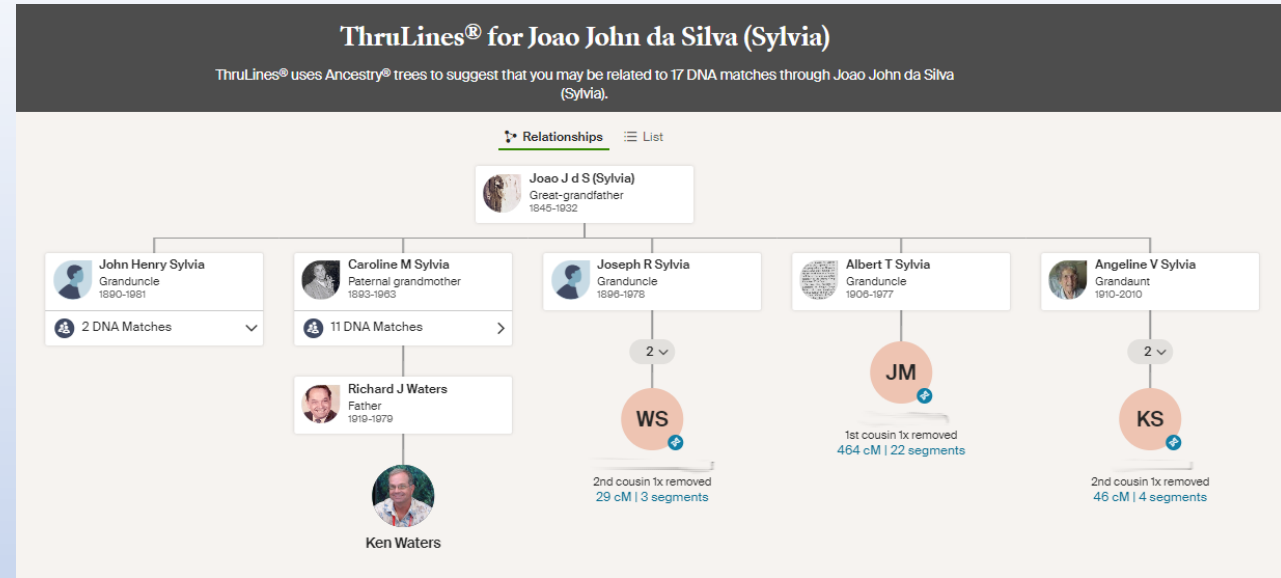 ThruLines® for Joao John da Silva (Sylvia)
ThruLines® uses Ancestry® trees to suggest that you may be related to 17 DNA matches through Joao John da Silva
(Sylvia).
Relationships
List
Joao J d S (Sylvia)
Great-grandfather
1845-1932
John Henry Sylvia
Granduncle
1890-1981
2 DNA Matches
Caroline M Sylvia
Paternal grandmother
1893-1963
11 DNA Matches
Joseph R Sylvia
Granduncle
1896-1978
Albert T Sylvia
Granduncle
1906-1977
Angeline V Sylvia
Grandaunt
1910-2010
Richard J Waters
Father
1919-1979
Ken Waters
2
WS
2nd cousin 1x removed
29 cM | 3 segments
JM
1st cousin 1x removed
464 cM | 22 segments
2
KS
2nd cousin 1x removed
46 cM | 4 segments